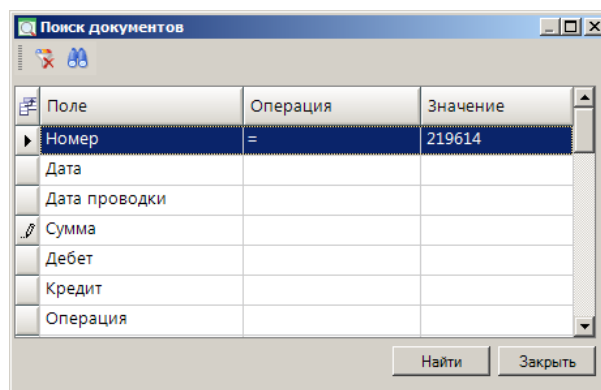 Поиск документов
Поле Операция Значение
Номер = 219614
Дата
Дата проводки
Сумма
Дебет
Кредит
Операция
Найти Закрыть